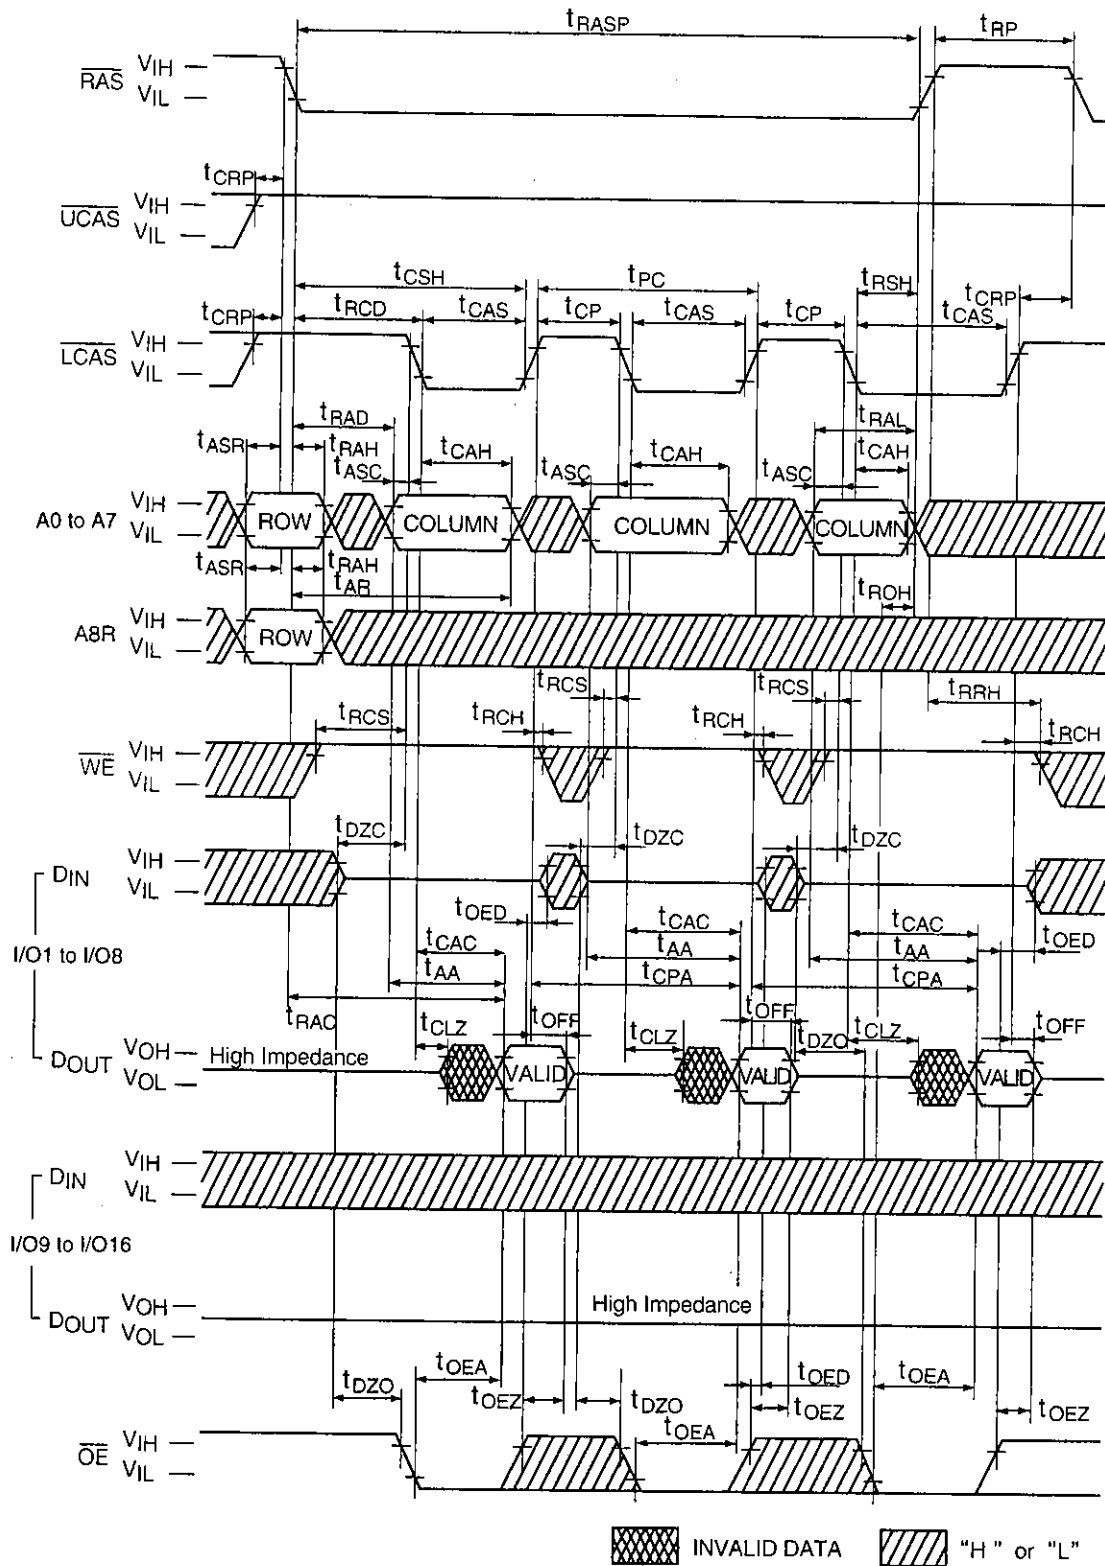 tRASP tRP
RAS VIH
VIL
tCRP
UCAS VIH
VIL
tCSH tPC tRSH
tCRP tRCD tCAS tCP tCAS tCP tCAS tCRP
LCAS VIH
VIL
tRAD tRAL
tASR tRAH tASC tCAH tASC tCAH tASC tCAH
A0 to A7 VIH
VIL
ROW COLUMN COLUMN COLUMN
tASR tRAH
tAR tROH
A8R VIH
VIL
ROW
tRCS tRCS tRRH
tRCS tRCH tRCH tRCH
WE VIH
VIL
tDZC tDZC tDZC
DIN VIH
VIL
I/O1 to I/O8
tOED tCAC tCAC tOED
tCAC tAA tAA
tAA tCPA tCPA
tRAC tOFF tOFF tOFF
tCLZ tCLZ tDZO tCLZ
DOUT VOH
VOL
High Impedance VALID VALID VALID
DIN VIH
VIL
I/O9 to I/O16
DOUT VOH
VOL
High Impedance
tDZO tOEA tOEZ tDZO tOEA tOED tOEZ tOEA tOEZ
OE VIH
VIL
INVALID DATA "H" or "L"